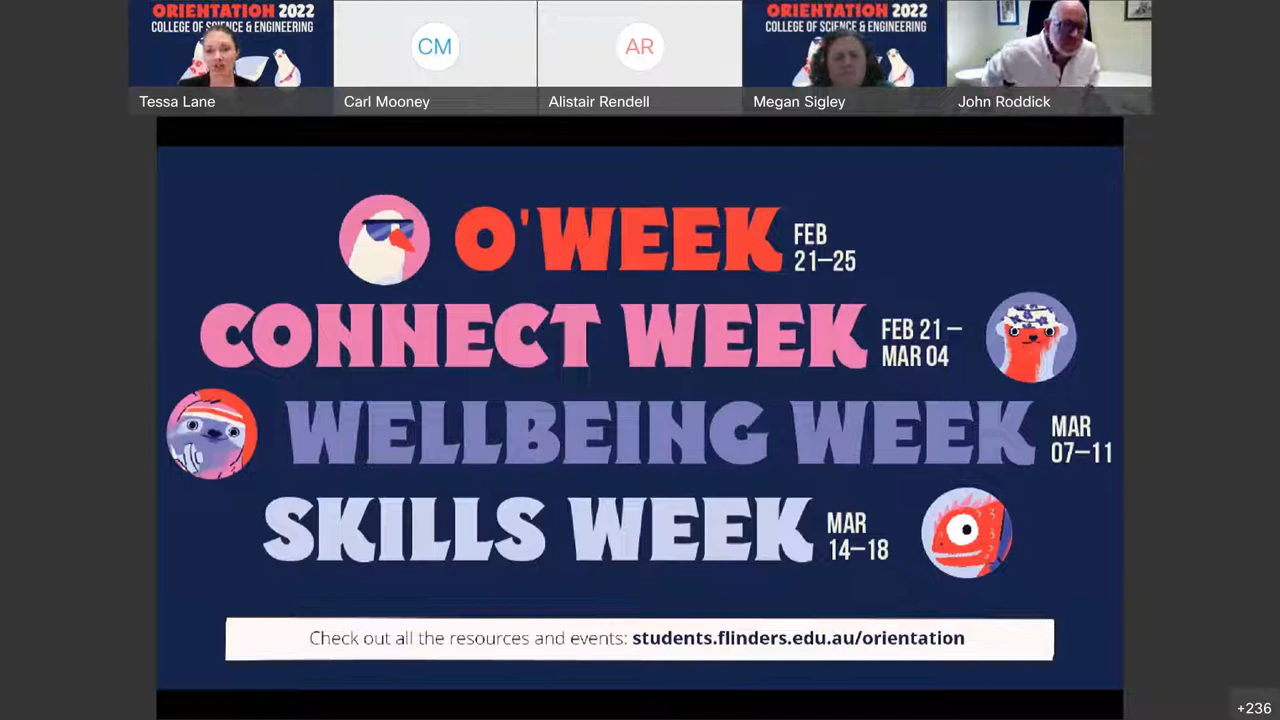 ORIENTATION 2022
COLLEGE OF SCIENCE & ENGINEERING
CM
AR
ORIENTATION 2022
COLLEGE OF SCIENCE & ENGINEERING
Tessa Lane
Carl Mooney
Alistair Rendell
Megan Sigley
John Roddick
O'WEEK FEB 21–25
CONNECT WEEK FEB 21 – MAR 04
WELLBEING WEEK MAR 07–11
SKILLS WEEK MAR 14–18
Check out all the resources and events: students.flinders.edu.au/orientation
+236